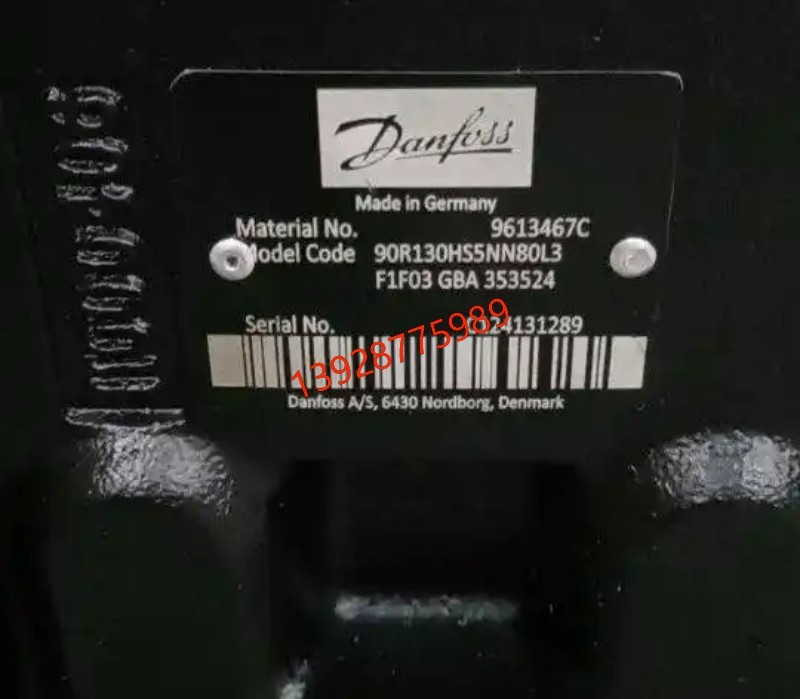 Danfoss
Made in Germany
Material No. 9613467C
Model Code 90R130HS5NN80L3
F1F03 GBA 353524
Serial No.
13928775989
Danfoss A/S, 6430 Nordborg, Denmark